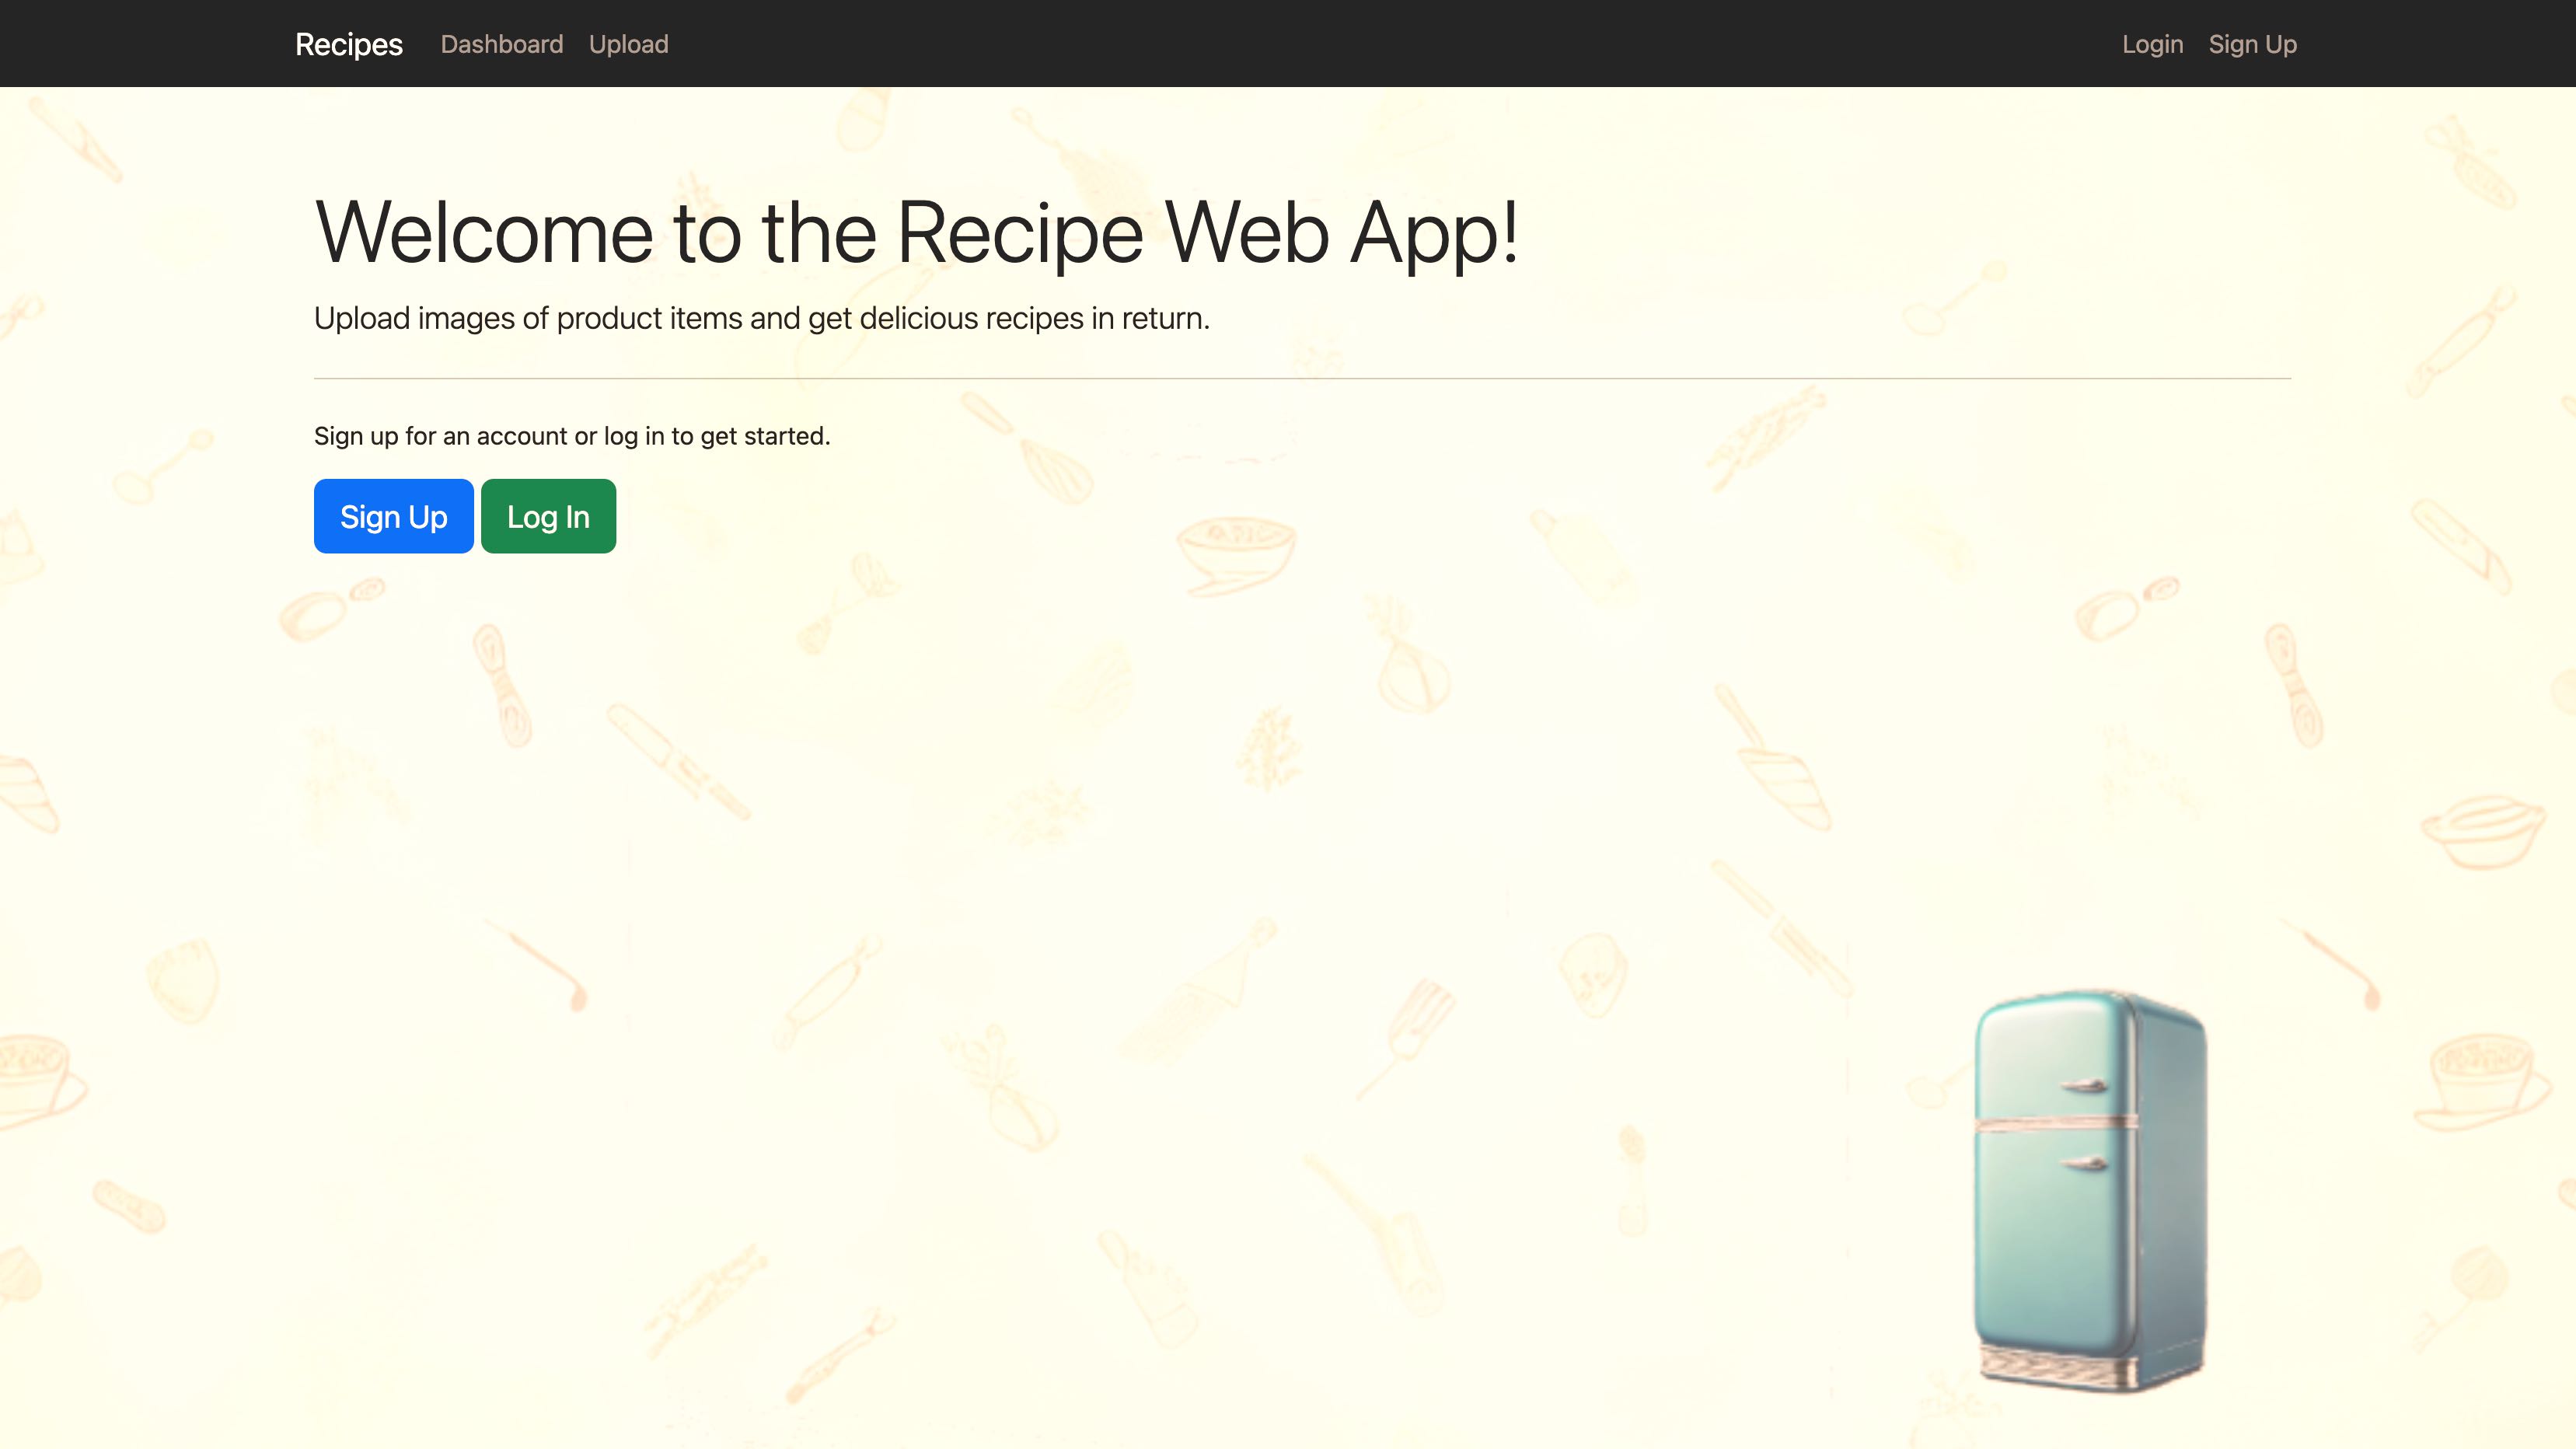 Recipes Dashboard Upload Login Sign Up
Welcome to the Recipe Web App!
Upload images of product items and get delicious recipes in return.
Sign up for an account or log in to get started.
Sign Up Log In